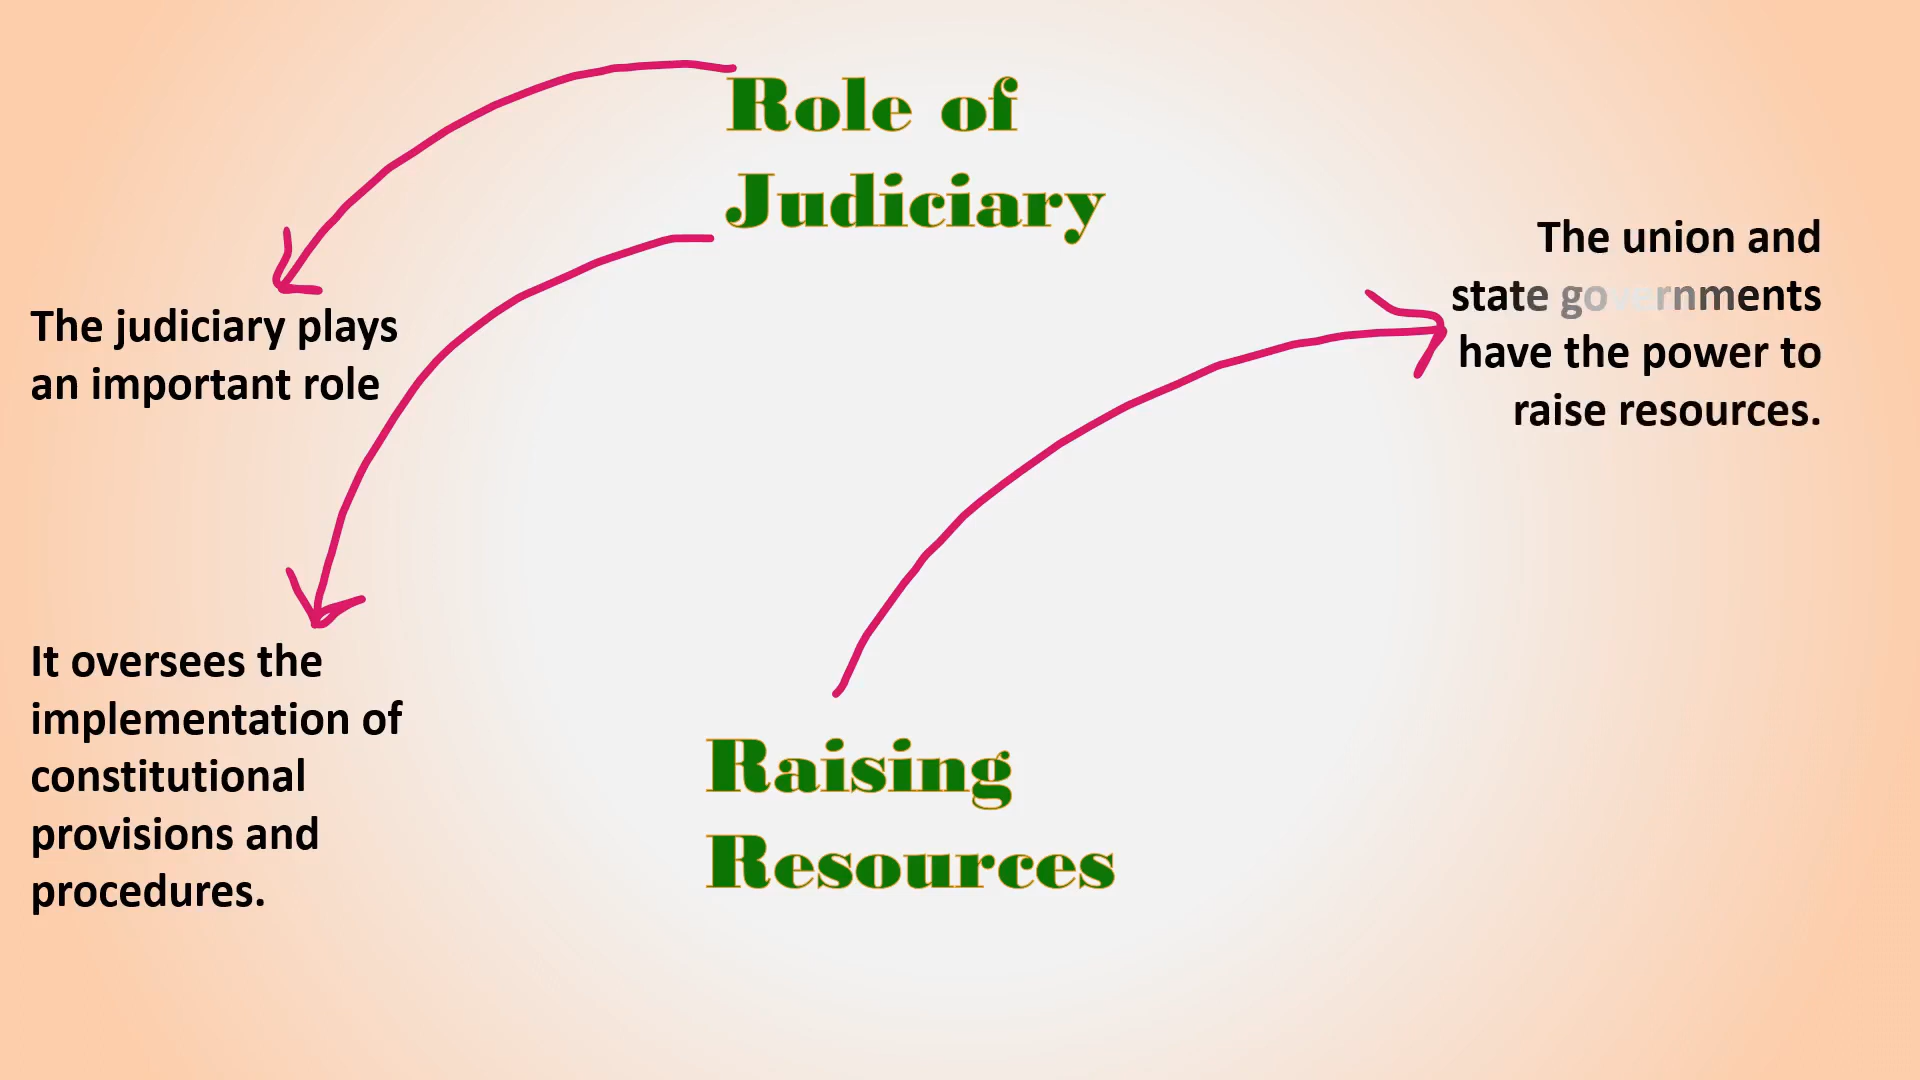 Role of
Judiciary
The judiciary plays
an important role
It oversees the
implementation of
constitutional
provisions and
procedures.
The union and
state governments
have the power to
raise resources.
Raising
Resources